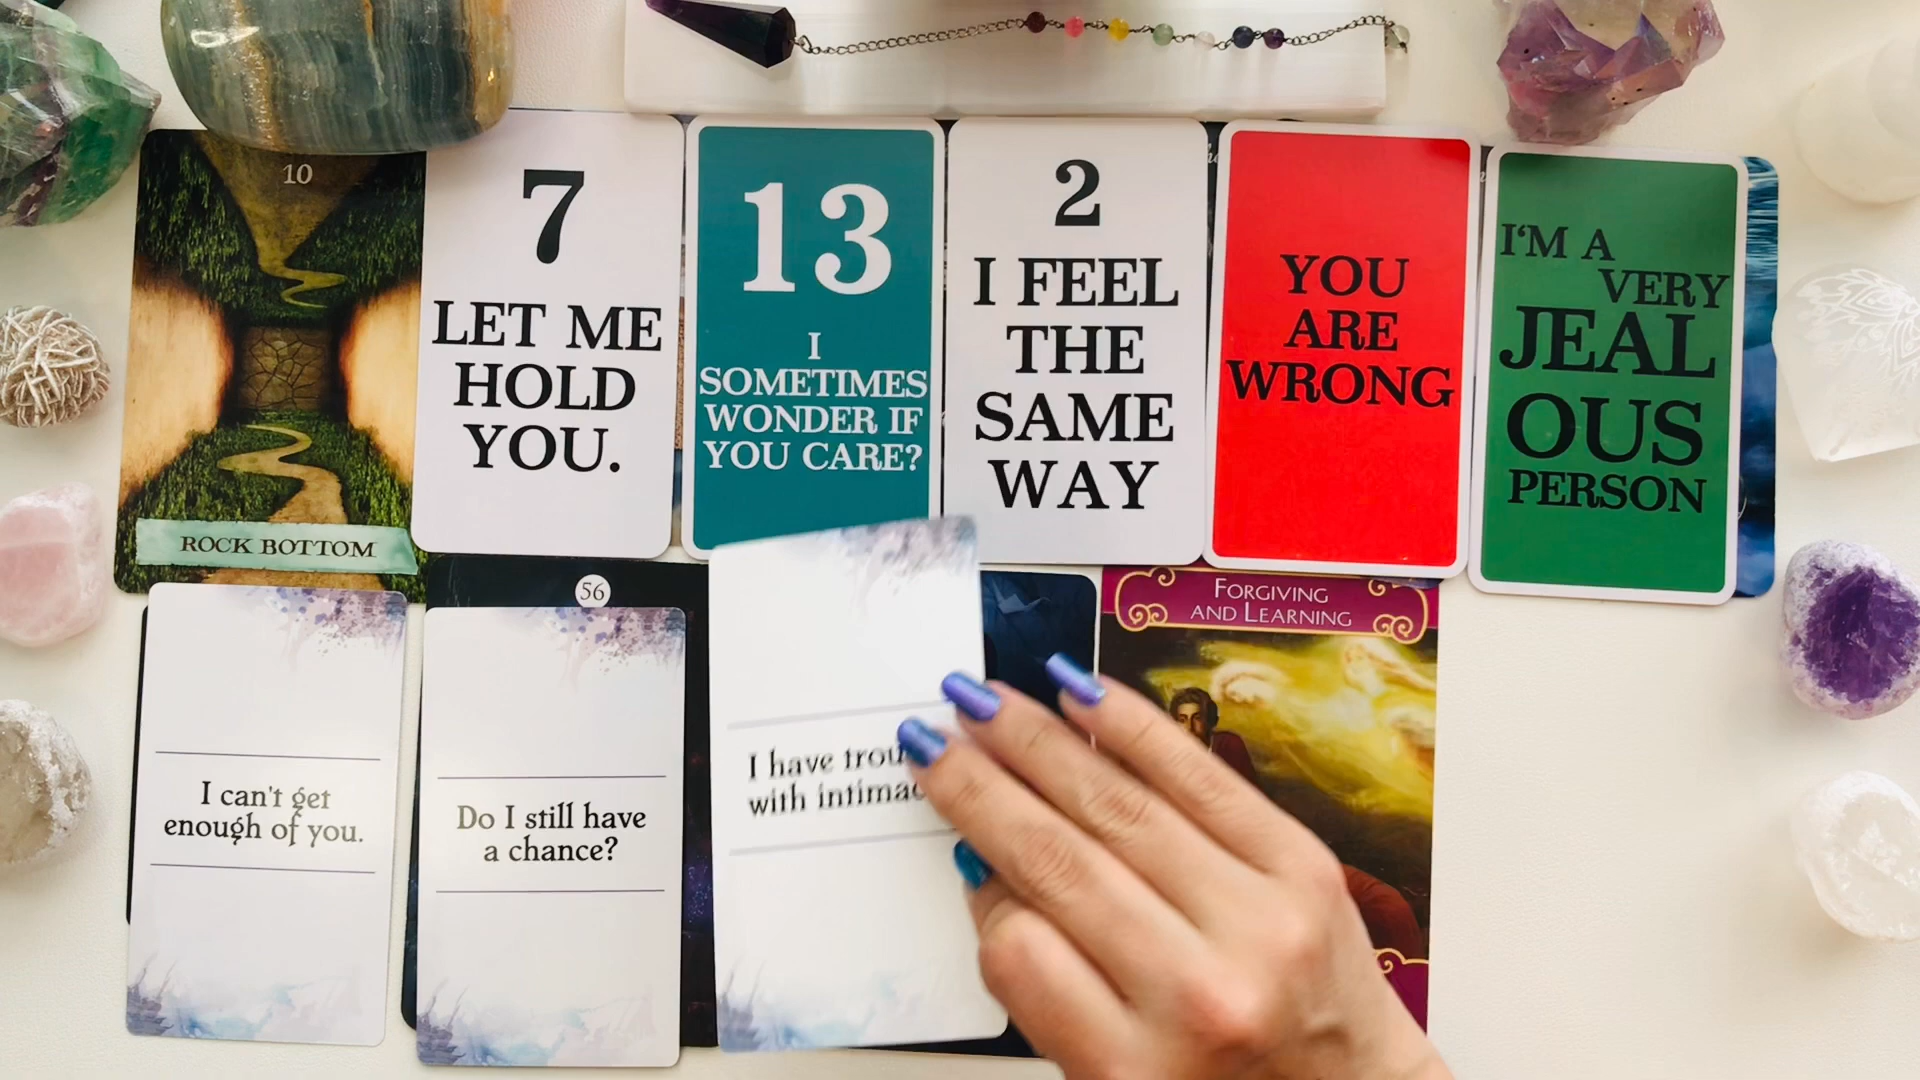 10
ROCK BOTTOM
7
LET ME
HOLD
YOU.
13
I
SOMETIMES
WONDER IF
YOU CARE?
2
I FEEL
THE
SAME
WAY
YOU
ARE
WRONG
I'M A
VERY
JEAL
OUS
PERSON
I can't get
enough of you.
56
Do I still have
a chance?
I have
with
FORGIVING
AND LEARNING